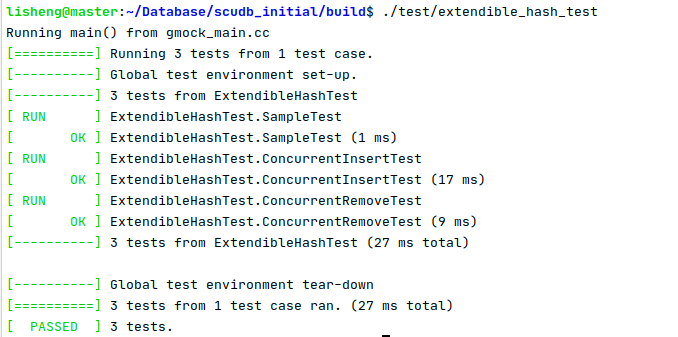 lisheng@master:~/Database/scudb_initial/build$ ./test/extendible_hash_test
Running main() from gmock_main.cc
[==========] Running 3 tests from 1 test case.
[----------] Global test environment set-up.
[----------] 3 tests from ExtendibleHashTest
[ RUN      ] ExtendibleHashTest.SampleTest
[       OK ] ExtendibleHashTest.SampleTest (1 ms)
[ RUN      ] ExtendibleHashTest.ConcurrentInsertTest
[       OK ] ExtendibleHashTest.ConcurrentInsertTest (17 ms)
[ RUN      ] ExtendibleHashTest.ConcurrentRemoveTest
[       OK ] ExtendibleHashTest.ConcurrentRemoveTest (9 ms)
[----------] 3 tests from ExtendibleHashTest (27 ms total)

[----------] Global test environment tear-down
[==========] 3 tests from 1 test case ran. (27 ms total)
[  PASSED  ] 3 tests.